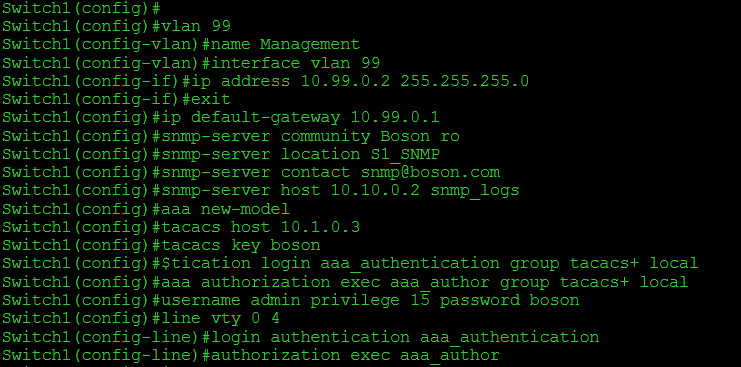 Switch1(config)#
Switch1(config)#vlan 99
Switch1(config-vlan)#name Management
Switch1(config-vlan)#interface vlan 99
Switch1(config-if)#ip address 10.99.0.2 255.255.255.0
Switch1(config-if)#exit
Switch1(config)#ip default-gateway 10.99.0.1
Switch1(config)#snmp-server community Boson ro
Switch1(config)#snmp-server location S1_SNMP
Switch1(config)#snmp-server contact snmp@boson.com
Switch1(config)#snmp-server host 10.10.0.2 snmp_logs
Switch1(config)#aaa new-model
Switch1(config)#tacacs host 10.1.0.3
Switch1(config)#tacacs key boson
Switch1(config)#$tication login aaa_authentication group tacacs+ local
Switch1(config)#aaa authorization exec aaa_author group tacacs+ local
Switch1(config)#username admin privilege 15 password boson
Switch1(config)#line vty 0 4
Switch1(config-line)#login authentication aaa_authentication
Switch1(config-line)#authorization exec aaa_author